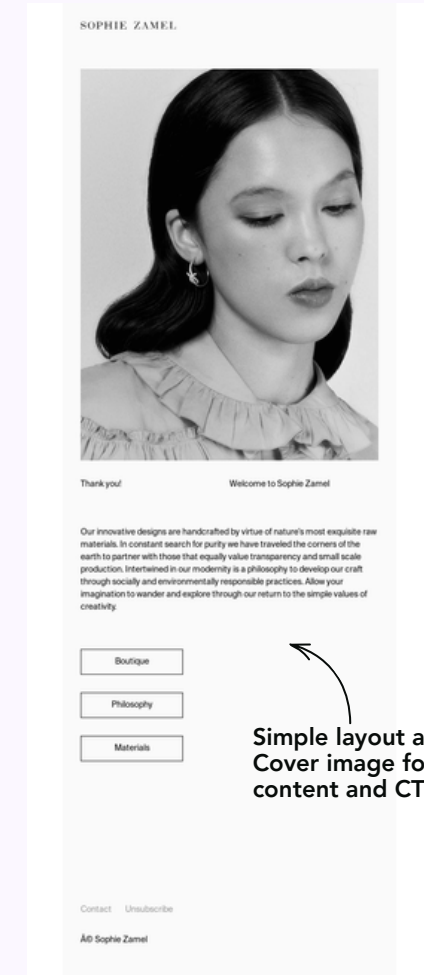 SOPHIE ZAMEL
Thank you! Welcome to Sophie Zamel
Our innovative designs are handcrafted by virtue of nature's most exquisite raw
materials. In constant search for purity we have traveled the corners of the
earth to partner with those that equally value transparency and small scale
production. Intertwined in our modernity is a philosophy to develop our craft
through socially and environmentally responsible practices. Allow your
imagination to wander and explore through our return to the simple values of
creativity.
Boutique
Philosophy
Materials
Simple layout a
Cover image fo
content and CT
Contact Unsubscribe
Â© Sophie Zamel